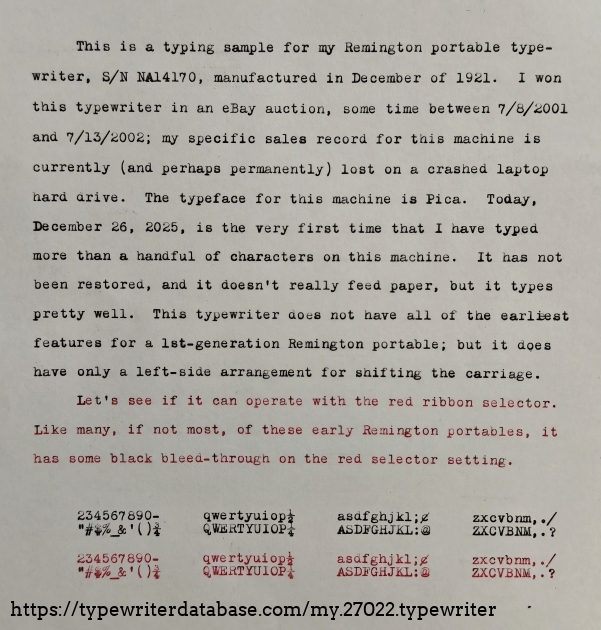 This is a typing sample for my Remington portable type-
writer, S/N NA14170, manufactured in December of 1921.  I won
this typewriter in an eBay auction, some time between 7/8/2001
and 7/13/2002; my specific sales record for this machine is
currently (and perhaps permanently) lost on a crashed laptop
hard drive.  The typeface for this machine is Pica.  Today,
December 26, 2025, is the very first time that I have typed
more than a handful of characters on this machine.  It has not
been restored, and it doesn't really feed paper, but it types
pretty well.  This typewriter does not have all of the earliest
features for a 1st-generation Remington portable; but it does
have only a left-side arrangement for shifting the carriage.
Let's see if it can operate with the red ribbon selector.
Like many, if not most, of these early Remington portables, it
has some black bleed-through on the red selector setting.
234567890- qwertyuiop½ asdfghjkl;¢ zxcvbnm,./
"#$%_&'()¾ QWERTYUIOP¼ ASDFGHJKL:@ ZXCVBNM,.?
234567890- qwertyuiop½ asdfghjkl;¢ zxcvbnm,./
"#$%_&'()¾ QWERTYUIOP¼ ASDFGHJKL:@ ZXCVBNM,.?
https://typewriterdatabase.com/my.27022.typewriter